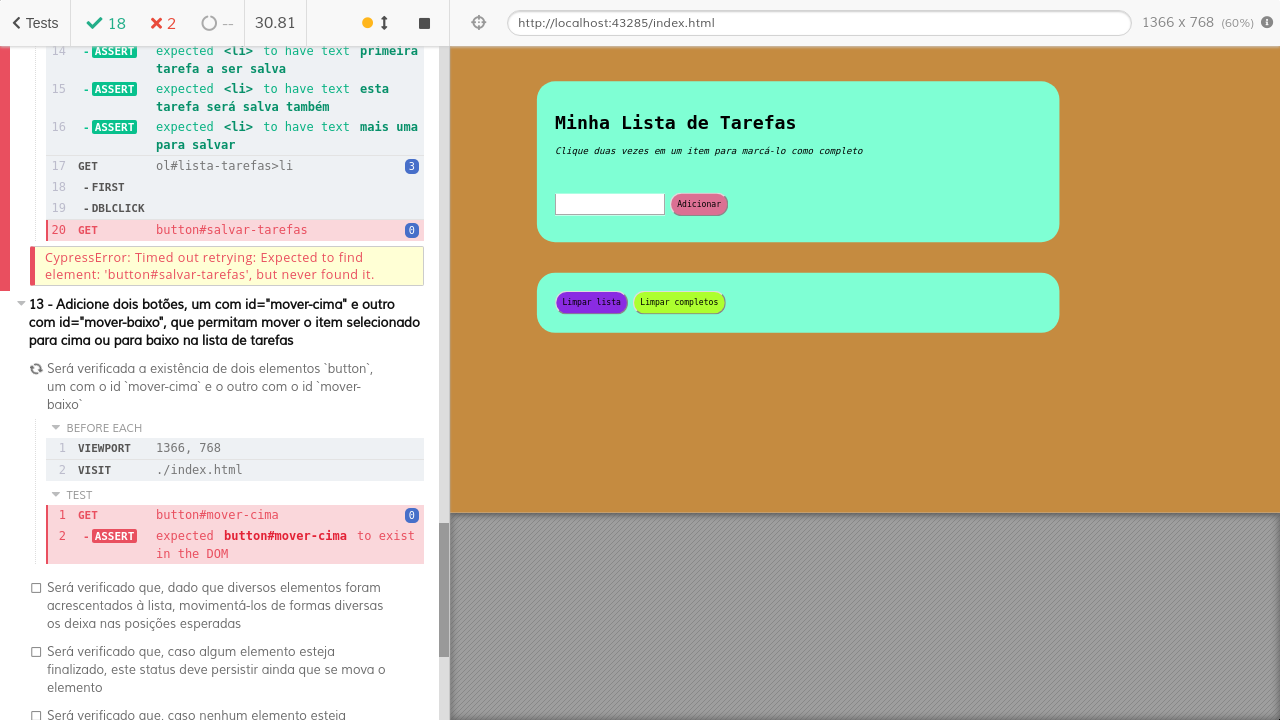 Tests 18 2 -- 30.81
http://localhost:43285/index.html 1366 x 768 (60%)
14 - ASSERT expected <li> to have text primeira
tarefa a ser salva
15 - ASSERT expected <li> to have text esta
tarefa será salva também
16 - ASSERT expected <li> to have text mais uma
para salvar
17 GET ol#lista-tarefas>li 3
18 - FIRST
19 - DBLCLICK
20 GET button#salvar-tarefas 0
CypressError: Timed out retrying: Expected to find
element: 'button#salvar-tarefas', but never found it.
13 - Adicione dois botões, um com id="mover-cima" e outro
com id="mover-baixo", que permitam mover o item selecionado
para cima ou para baixo na lista de tarefas
Será verificada a existência de dois elementos `button`,
um com o id `mover-cima` e o outro com o id `mover-
baixo`
BEFORE EACH
1 VIEWPORT 1366, 768
2 VISIT ./index.html
TEST
1 GET button#mover-cima 0
2 - ASSERT expected button#mover-cima to exist
in the DOM
Será verificado que, dado que diversos elementos foram
acrescentados à lista, movimentá-los de formas diversas
os deixa nas posições esperadas
Será verificado que, caso algum elemento esteja
finalizado, este status deve persistir ainda que se mova o
elemento
Será verificado que, caso nenhum elemento esteja
Minha Lista de Tarefas
Clique duas vezes em um item para marcá-lo como completo
Adicionar
Limpar lista Limpar completos